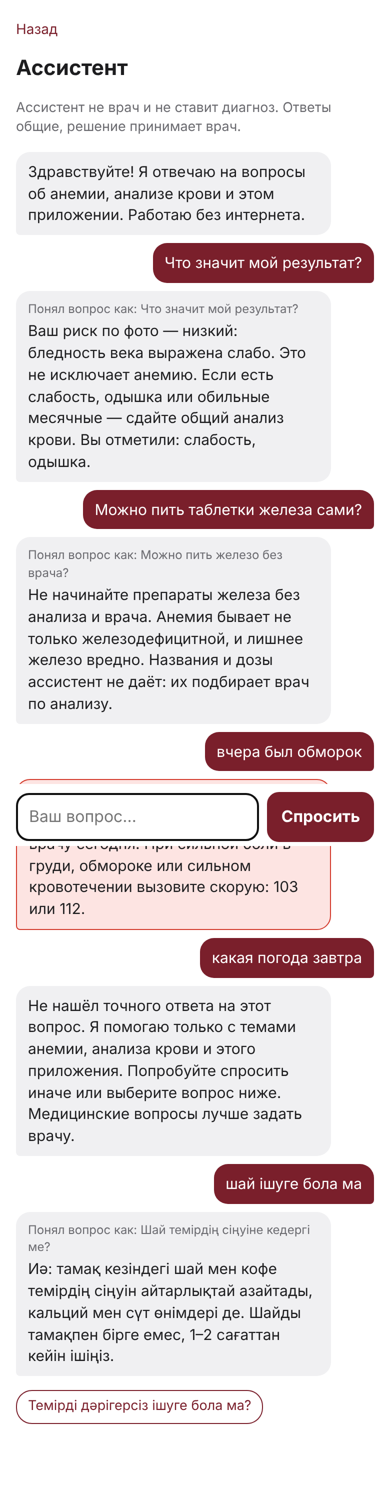 Назад
Ассистент
Ассистент не врач и не ставит диагноз. Ответы
общие, решение принимает врач.
Здравствуйте! Я отвечаю на вопросы
об анемии, анализе крови и этом
приложении. Работаю без интернета.
Что значит мой результат?
Понял вопрос как: Что значит мой результат?
Ваш риск по фото — низкий:
бледность века выражена слабо. Это
не исключает анемию. Если есть
слабость, одышка или обильные
месячные — сдайте общий анализ
крови. Вы отметили: слабость,
одышка.
Можно пить таблетки железа сами?
Понял вопрос как: Можно пить железо без
врача?
Не начинайте препараты железа без
анализа и врача. Анемия бывает не
только железодефицитной, и лишнее
железо вредно. Названия и дозы
ассистент не даёт: их подбирает врач
по анализу.
вчера был обморок
Ваш вопрос...
Спросить
врачу сегодня. При сильной боли в
груди, обмороке или сильном
кровотечении вызовите скорую: 103
или 112.
какая погода завтра
Не нашёл точного ответа на этот
вопрос. Я помогаю только с темами
анемии, анализа крови и этого
приложения. Попробуйте спросить
иначе или выберите вопрос ниже.
Медицинские вопросы лучше задать
врачу.
шай ішуге бола ма
Понял вопрос как: Шай темірдің сіңуіне кедергі
ме?
Иә: тамақ кезіндегі шай мен кофе
темірдің сіңуін айтарлықтай азайтады,
кальций мен сүт өнімдері де. Шайды
тамақпен бірге емес, 1–2 сағаттан
кейін ішіңіз.
Темірді дәрігерсіз ішуге бола ма?